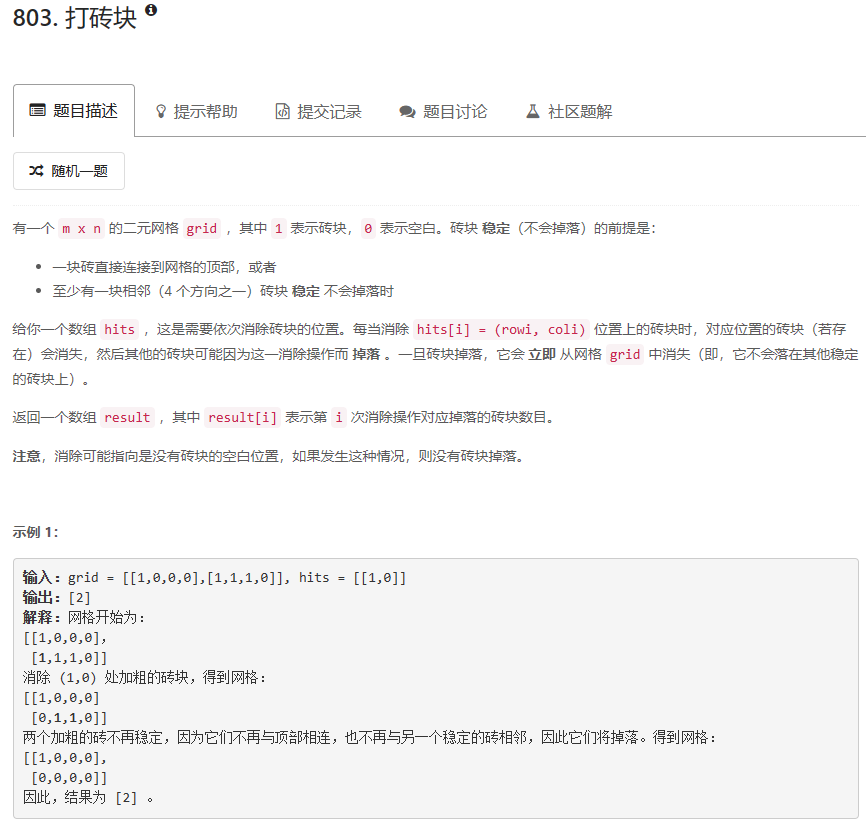 803. 打砖块
题目描述
提示帮助
提交记录
题目讨论
社区题解
随机一题
有一个 m x n 的二元网格 grid ，其中 1 表示砖块，0 表示空白。砖块 稳定（不会掉落）的前提是：
一块砖直接连接到网格的顶部，或者
至少有一块相邻（4 个方向之一）砖块 稳定 不会掉落时
给你一个数组 hits ，这是需要依次消除砖块的位置。每当消除 hits[i] = (rowi, coli) 位置上的砖块时，对应位置的砖块（若存
在）会消失，然后其他的砖块可能因为这一消除操作而 掉落 。一旦砖块掉落，它会 立即 从网格 grid 中消失（即，它不会落在其他稳定
的砖块上）。
返回一个数组 result ，其中 result[i] 表示第 i 次消除操作对应掉落的砖块数目。
注意，消除可能指向是没有砖块的空白位置，如果发生这种情况，则没有砖块掉落。
示例 1：
输入：grid = [[1,0,0,0],[1,1,1,0]], hits = [[1,0]]
输出：[2]
解释：网格开始为：
[[1,0,0,0]，
[1,1,1,0]]
消除 (1,0) 处加粗的砖块，得到网格：
[[1,0,0,0]
[0,1,1,0]]
两个加粗的砖不再稳定，因为它们不再与顶部相连，也不再与另一个稳定的砖相邻，因此它们将掉落。得到网格：
[[1,0,0,0],
[0,0,0,0]]
因此，结果为 [2] 。